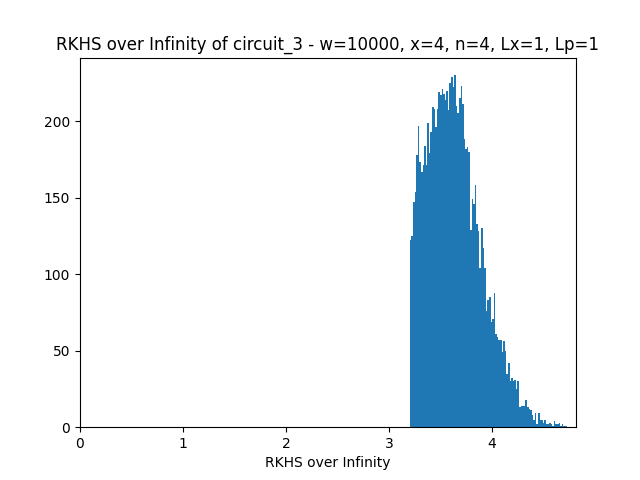 RKHS over Infinity of circuit_3 - w=10000, x=4, n=4, Lx=1, Lp=1
200
150
100
50
0
0 1 2 3 4
RKHS over Infinity